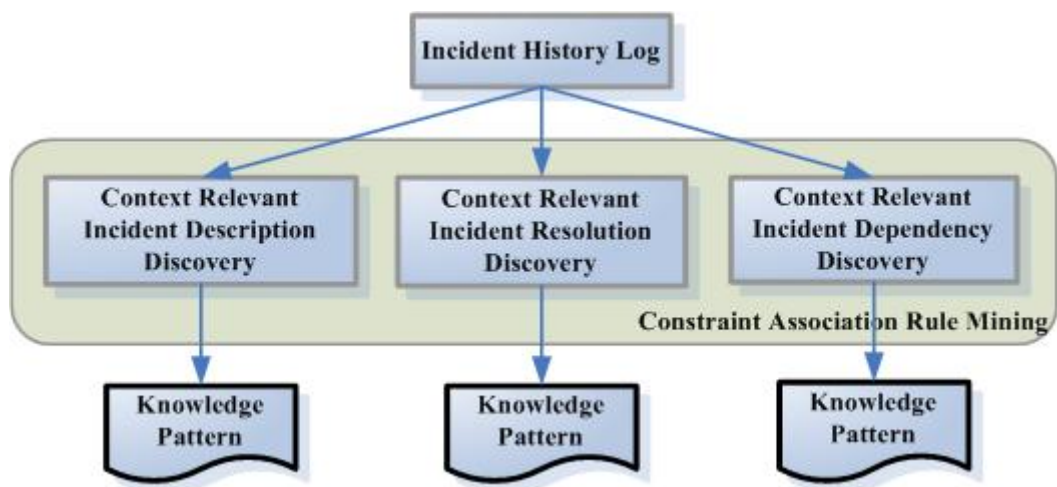 Incident History Log
Context Relevant
Incident Description
Discovery
Context Relevant
Incident Resolution
Discovery
Context Relevant
Incident Dependency
Discovery
Constraint Association Rule Mining
Knowledge
Pattern
Knowledge
Pattern
Knowledge
Pattern